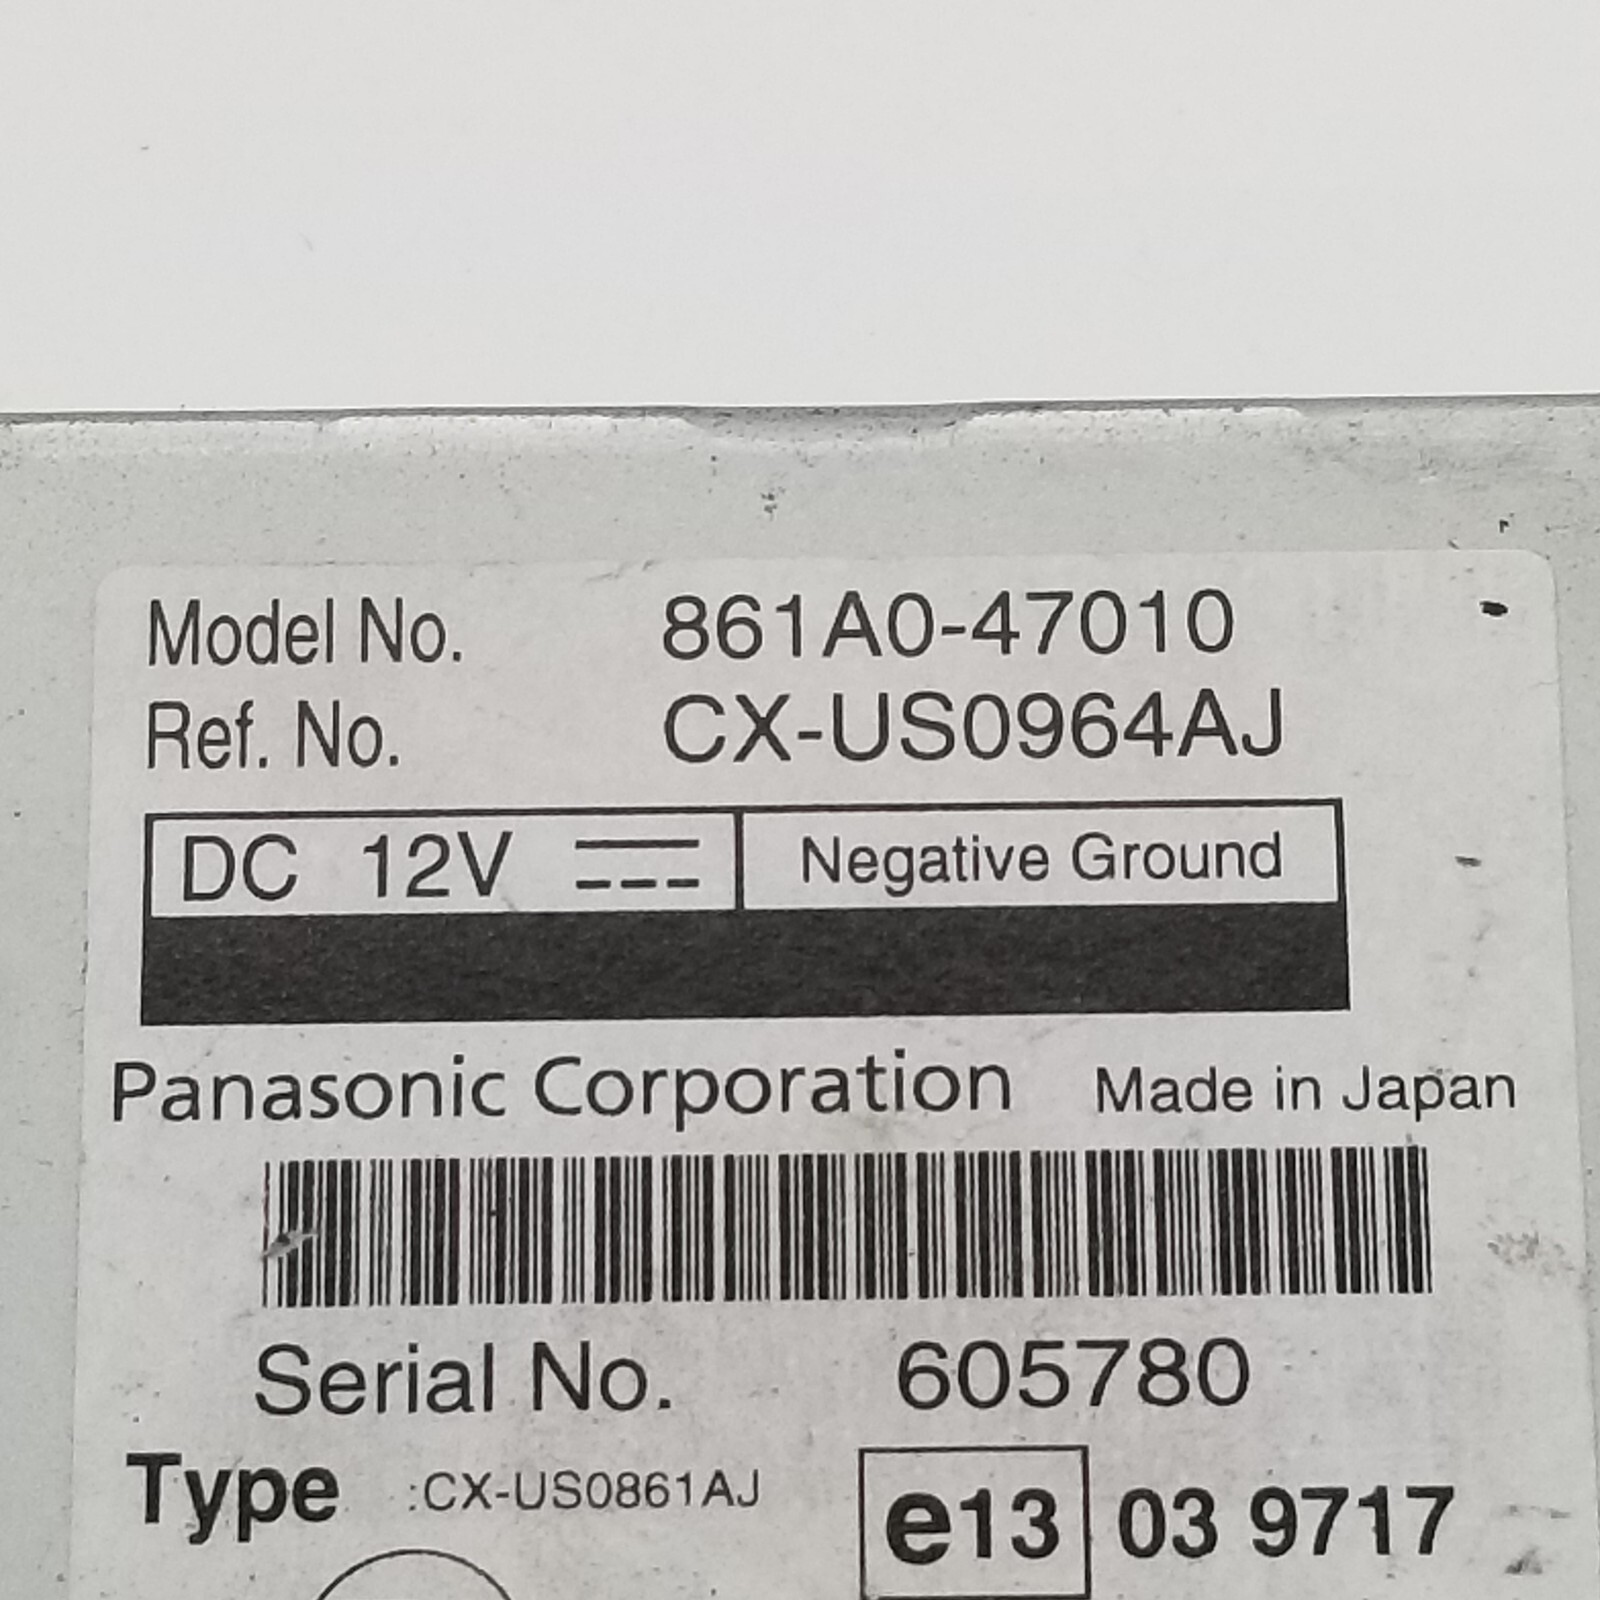 Model No. 861A0-47010
Ref. No. CX-US0964AJ
DC 12V Negative Ground
Panasonic Corporation Made in Japan
Serial No. 605780
Type :CX-US0861AJ e13 03 9717